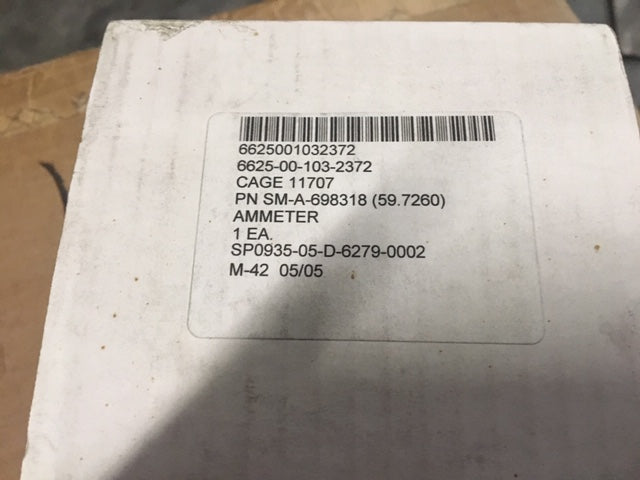 6625001032372
6625-00-103-2372
CAGE 11707
PN SM-A-698318 (59.7260)
AMMETER
1 EA.
SP0935-05-D-6279-0002
M-42 05/05